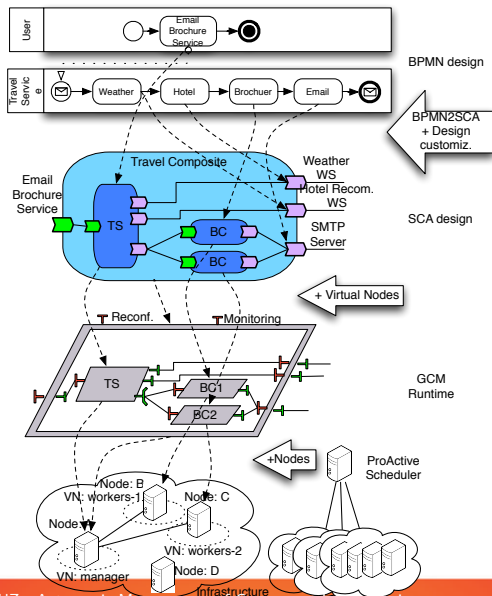 User
Email
Brochure
Service
BPMN design
Travel
Servic
e
Weather
Hotel
Brochuer
Email
BPMN2SCA
+ Design
customiz.
Travel Composite
Weather
WS
Hotel Recom.
WS
SMTP
Server
Email
Brochure
Service
TS
BC
BC
SCA design
+ Virtual Nodes
Reconf.
Monitoring
TS
BC1
BC2
GCM
Runtime
+Nodes
ProActive
Scheduler
Node: B
VN: workers-1
Node: C
Node:
VN: workers-2
VN: manager
Node: D
Infrastructure